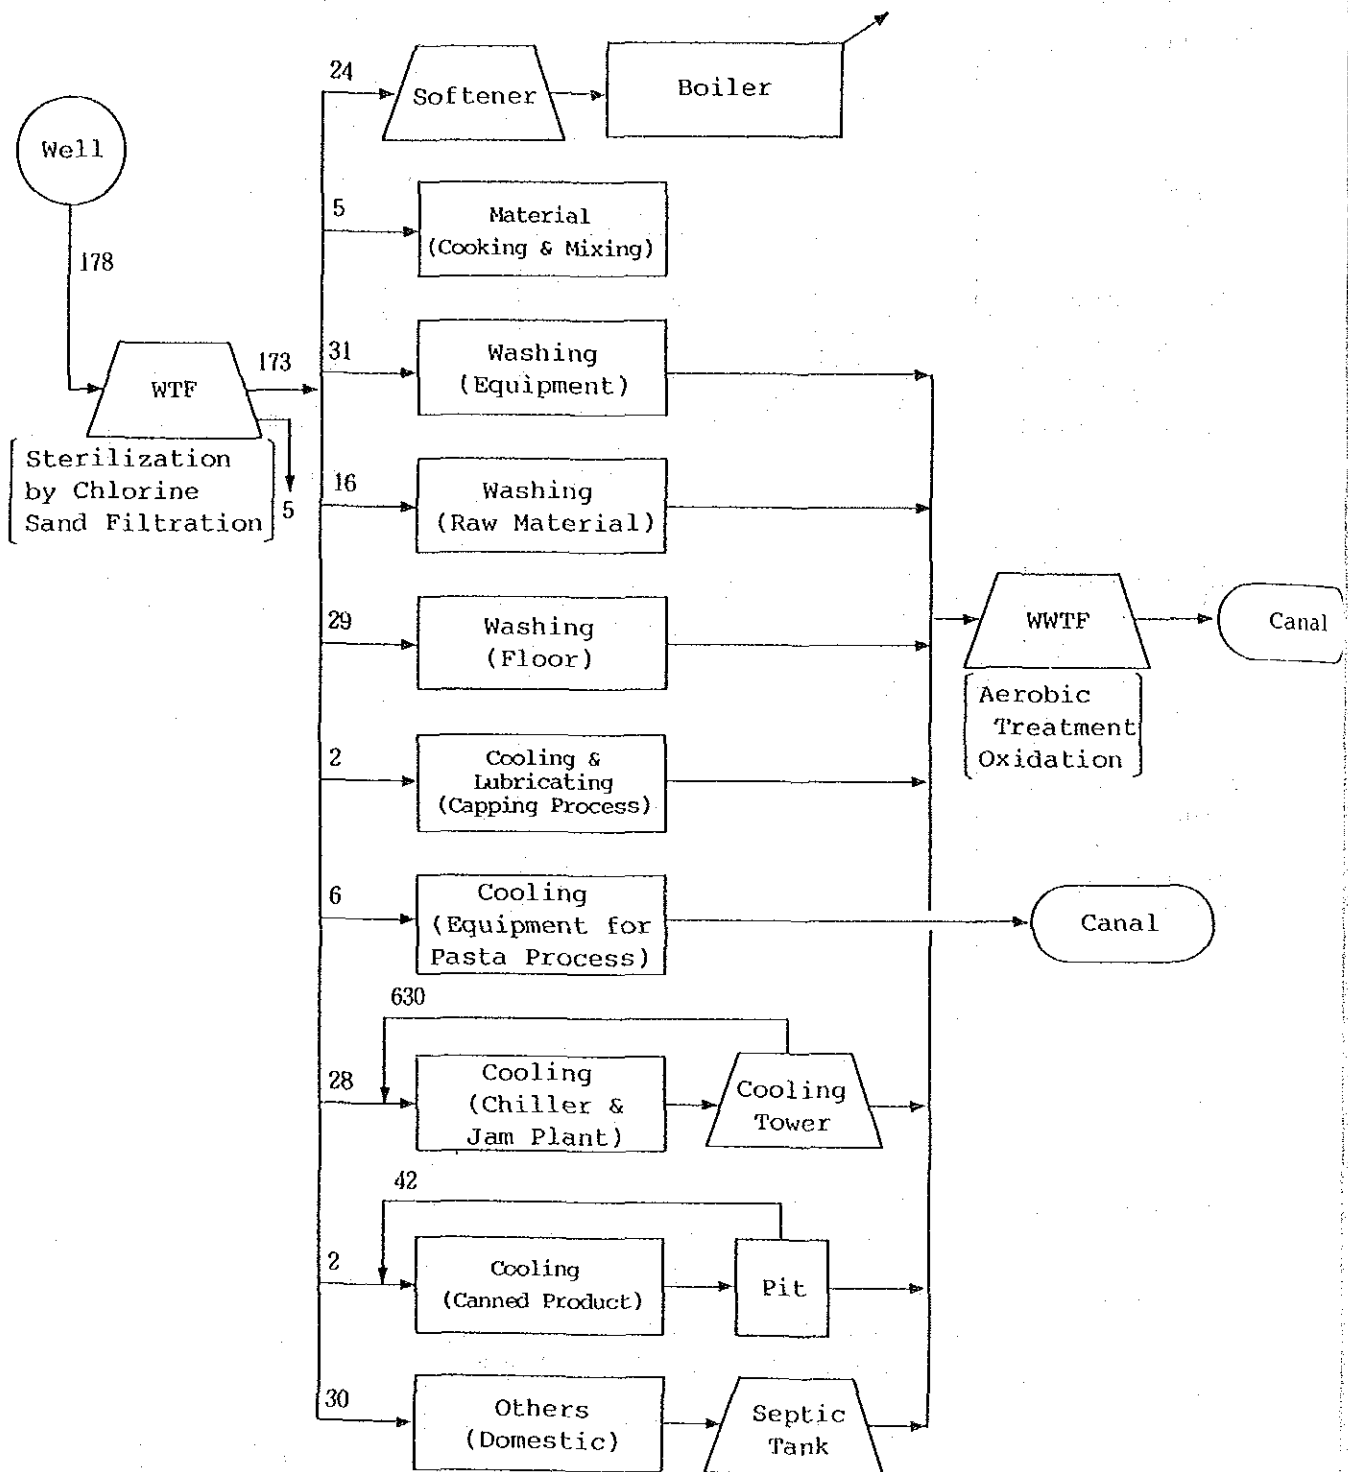 24
Softener
Boiler
Well
5
Material
(Cooking & Mixing)
178
31
Washing
(Equipment)
173
WTF
Sterilization
by Chlorine
Sand Filtration
5
16
Washing
(Raw Material)
29
Washing
(Floor)
WWTF
Canal
Aerobic
Treatment
Oxidation
2
Cooling &
Lubricating
(Capping Process)
6
Cooling
(Equipment for
Pasta Process)
Canal
630
28
Cooling
(Chiller &
Jam Plant)
Cooling
Tower
42
2
Cooling
(Canned Product)
Pit
30
Others
(Domestic)
Septic
Tank